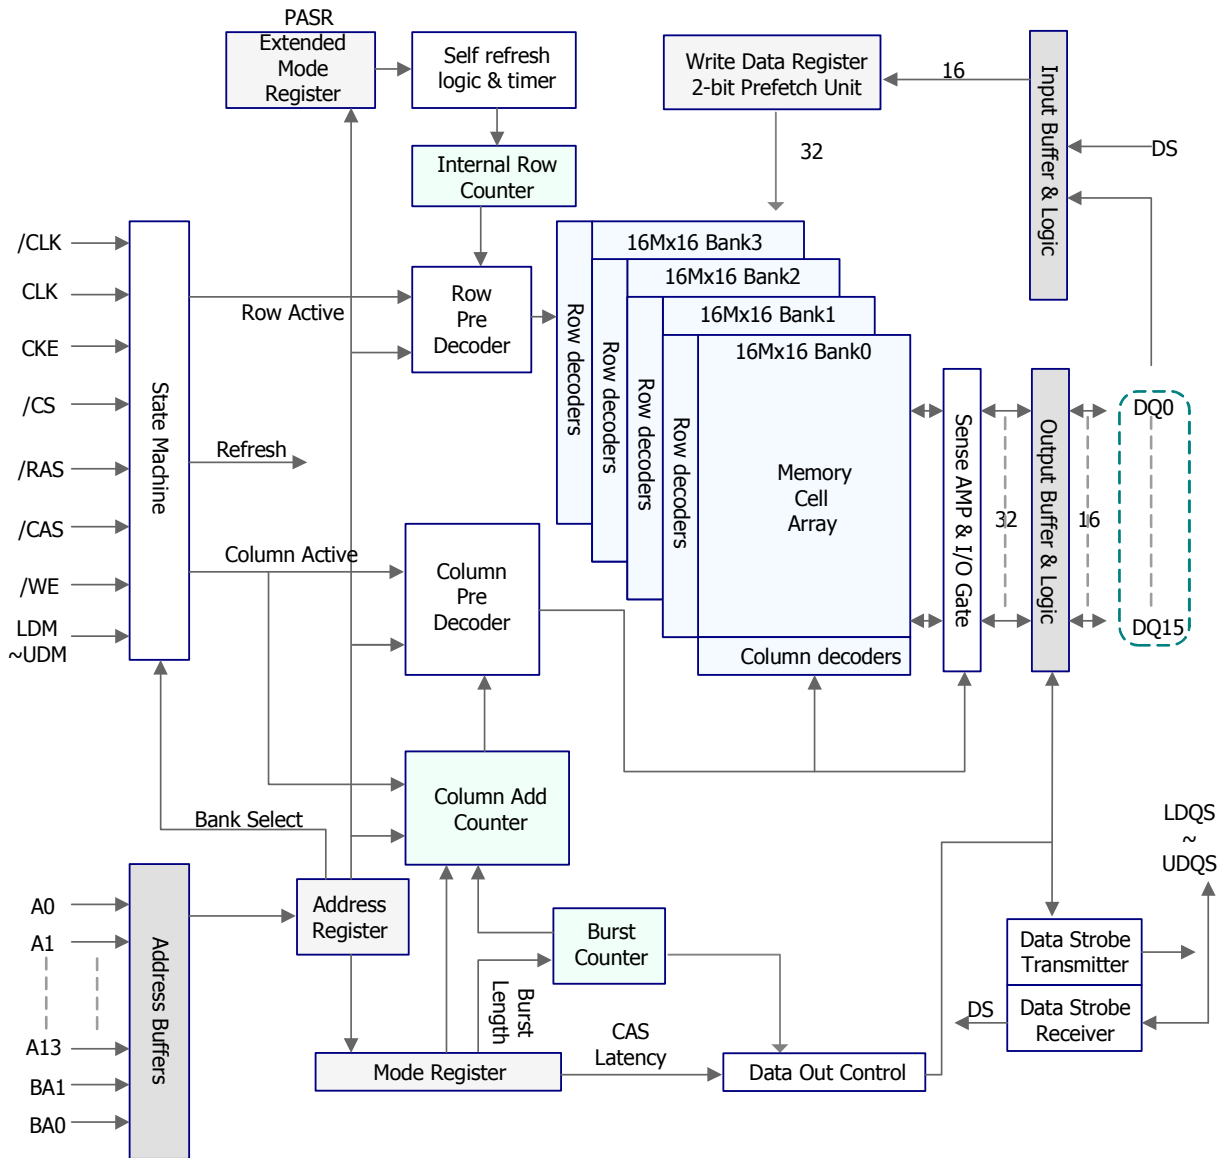 PASR
Extended
Mode
Register
Self refresh
logic & timer
Write Data Register
2-bit Prefetch Unit
16
Input Buffer & Logic
DS
32
Internal Row
Counter
/CLK
CLK
CKE
/CS
/RAS
/CAS
/WE
LDM
~UDM
State Machine
Row Active
Refresh
Column Active
Row
Pre
Decoder
Row decoders
Row decoders
Row decoders
Row decoders
16Mx16 Bank3
16Mx16 Bank2
16Mx16 Bank1
16Mx16 Bank0
Memory
Cell
Array
Column decoders
Sense AMP & I/O Gate
32
Output Buffer & Logic
16
DQ0
DQ15
Column
Pre
Decoder
Column Add
Counter
Bank Select
A0
A1
A13
BA1
BA0
Address Buffers
Address
Register
Burst
Counter
Burst
Length
Mode Register
CAS
Latency
Data Out Control
LDQS
~
UDQS
Data Strobe
Transmitter
DS
Data Strobe
Receiver